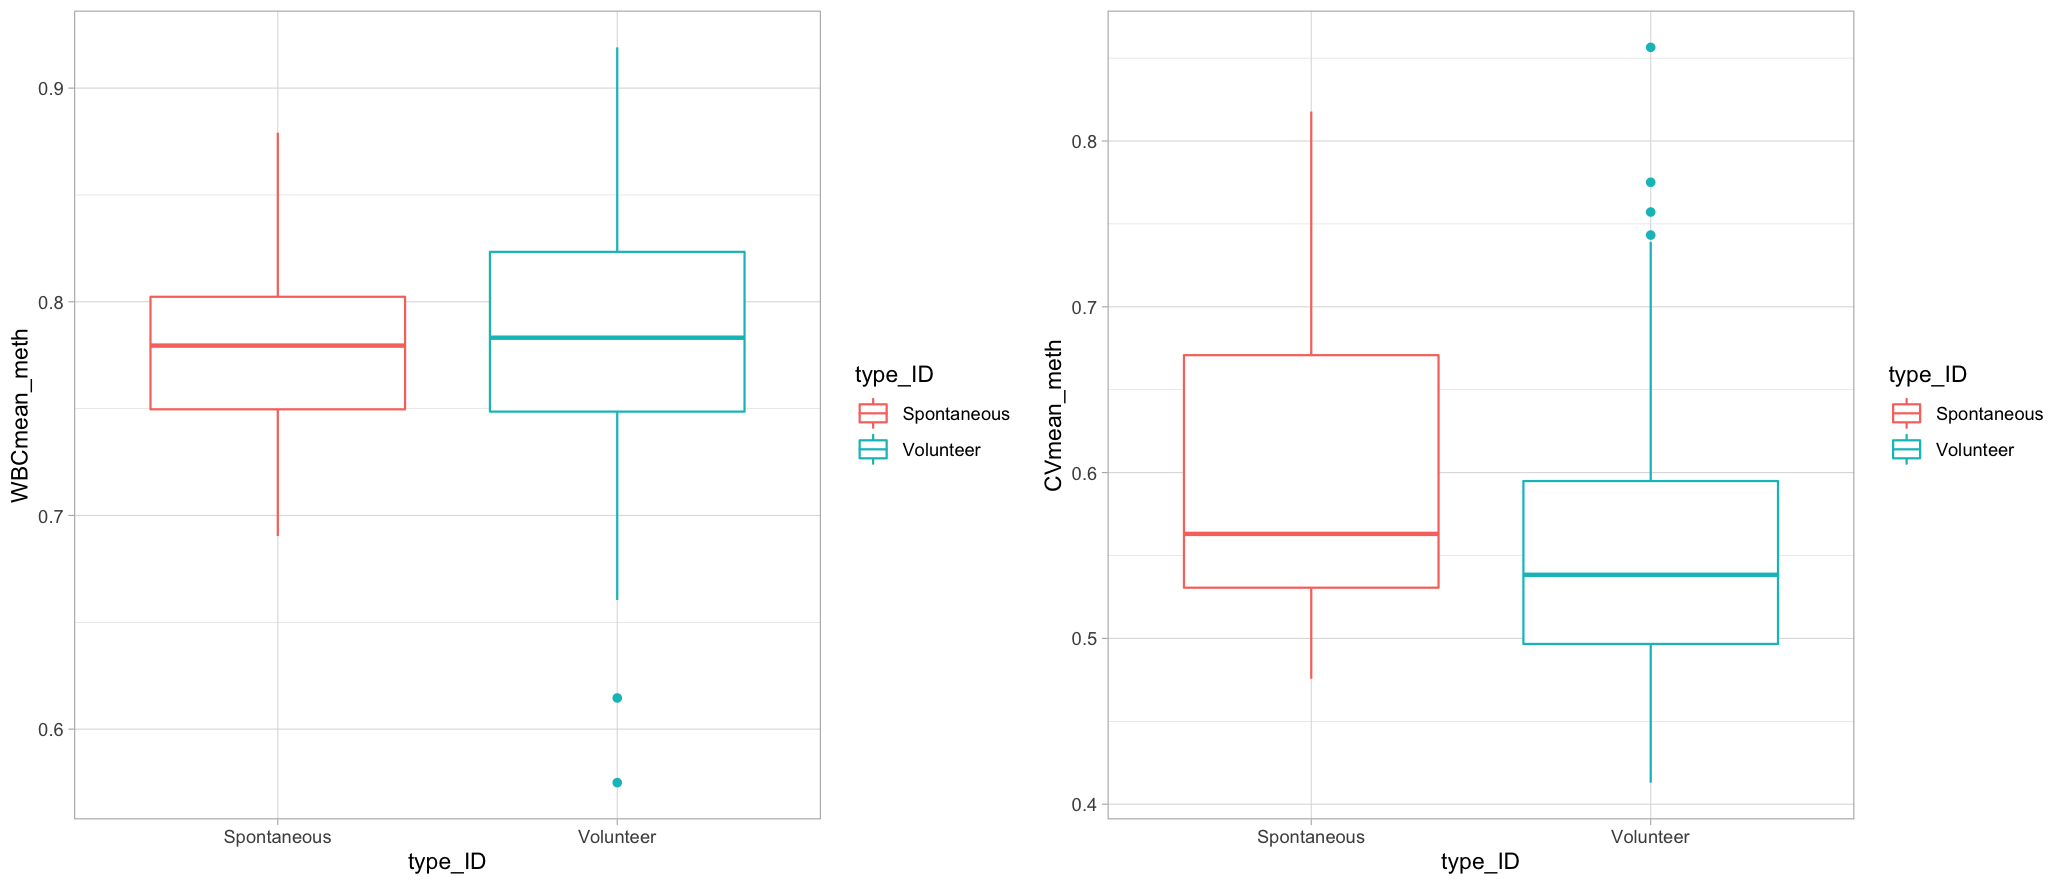 WBCmean_meth
0.9
0.8
0.7
0.6
Spontaneous
Volunteer
type_ID
type_ID
Spontaneous
Volunteer
CVmean_meth
0.8
0.7
0.6
0.5
0.4
Spontaneous
Volunteer
type_ID
type_ID
Spontaneous
Volunteer